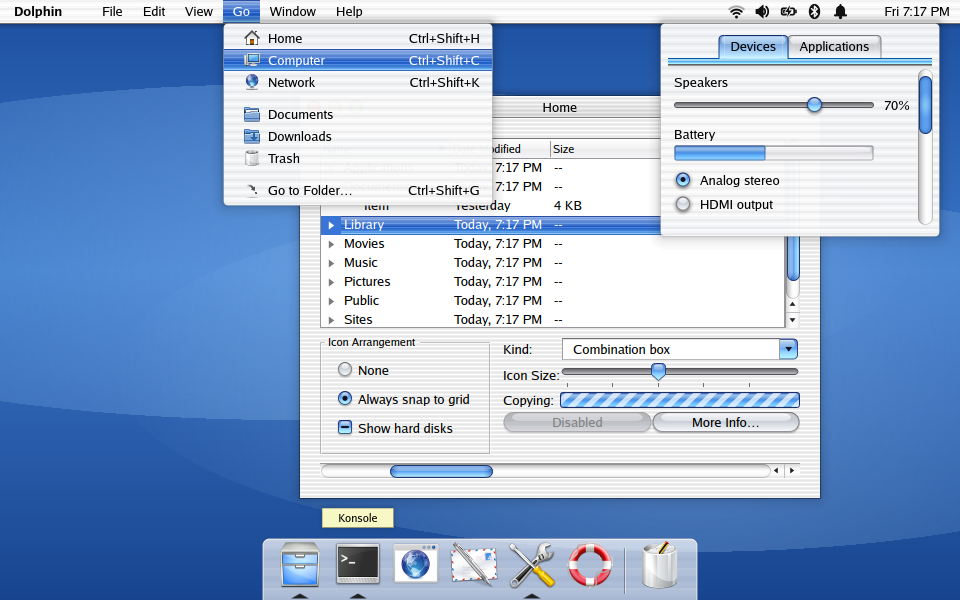 Dolphin File Edit View Go Window Help Fri 7:17 PM
Home Ctrl+Shift+H
Computer Ctrl+Shift+C
Network Ctrl+Shift+K
Documents
Downloads
Trash
Go to Folder... Ctrl+Shift+G
Devices Applications
Speakers
70%
Battery
Analog stereo
HDMI output
Home
Size
7:17 PM --
7:17 PM --
Item Yesterday 4 KB
Library Today, 7:17 PM --
Movies Today, 7:17 PM --
Music Today, 7:17 PM --
Pictures Today, 7:17 PM --
Public Today, 7:17 PM --
Sites Today, 7:17 PM --
Icon Arrangement
None
Always snap to grid
Show hard disks
Kind: Combination box
Icon Size:
Copying:
Disabled More Info...
Konsole
>_